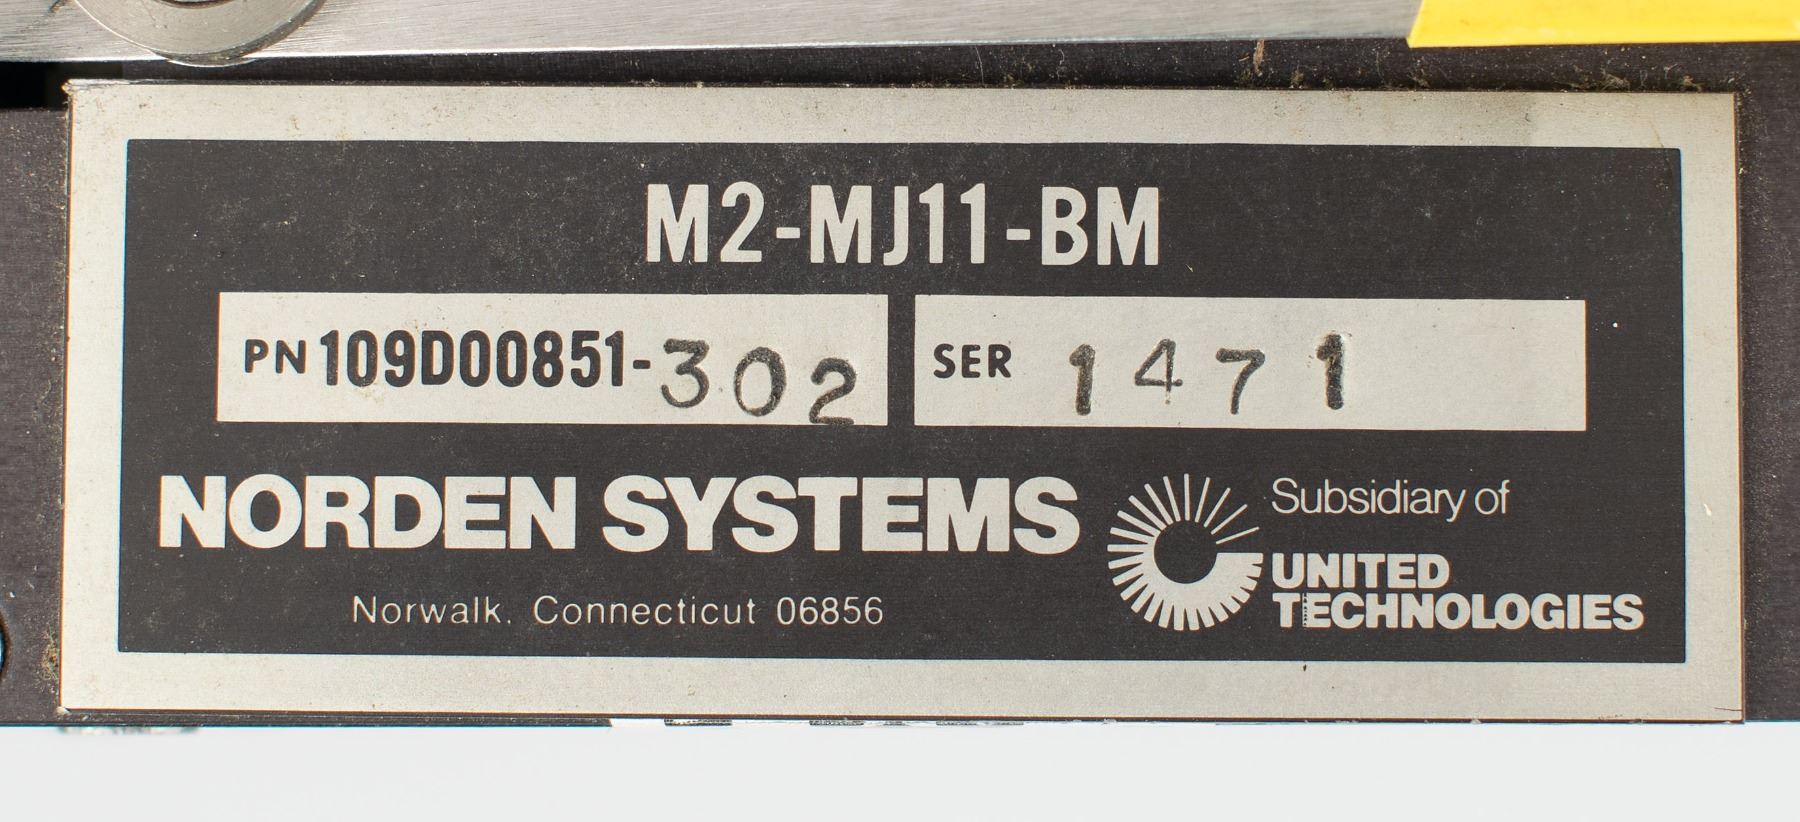 M2-MJ11-BM
PN 109D00851-302 SER 1471
NORDEN SYSTEMS
Norwalk, Connecticut 06856
Subsidiary of
UNITED
TECHNOLOGIES